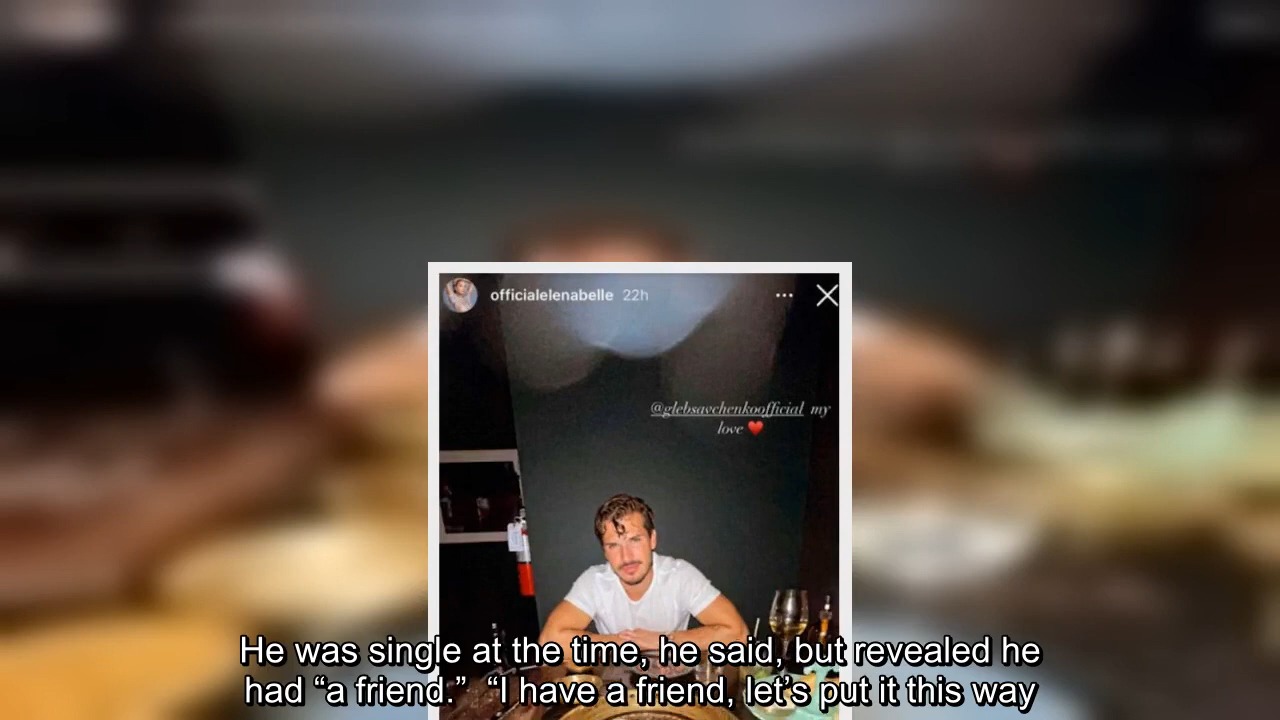 officialelenabelle 22h
@glebsavchenkoofficial my
love ❤️
He was single at the time, he said, but revealed he
had “a friend.” “I have a friend, let’s put it this way